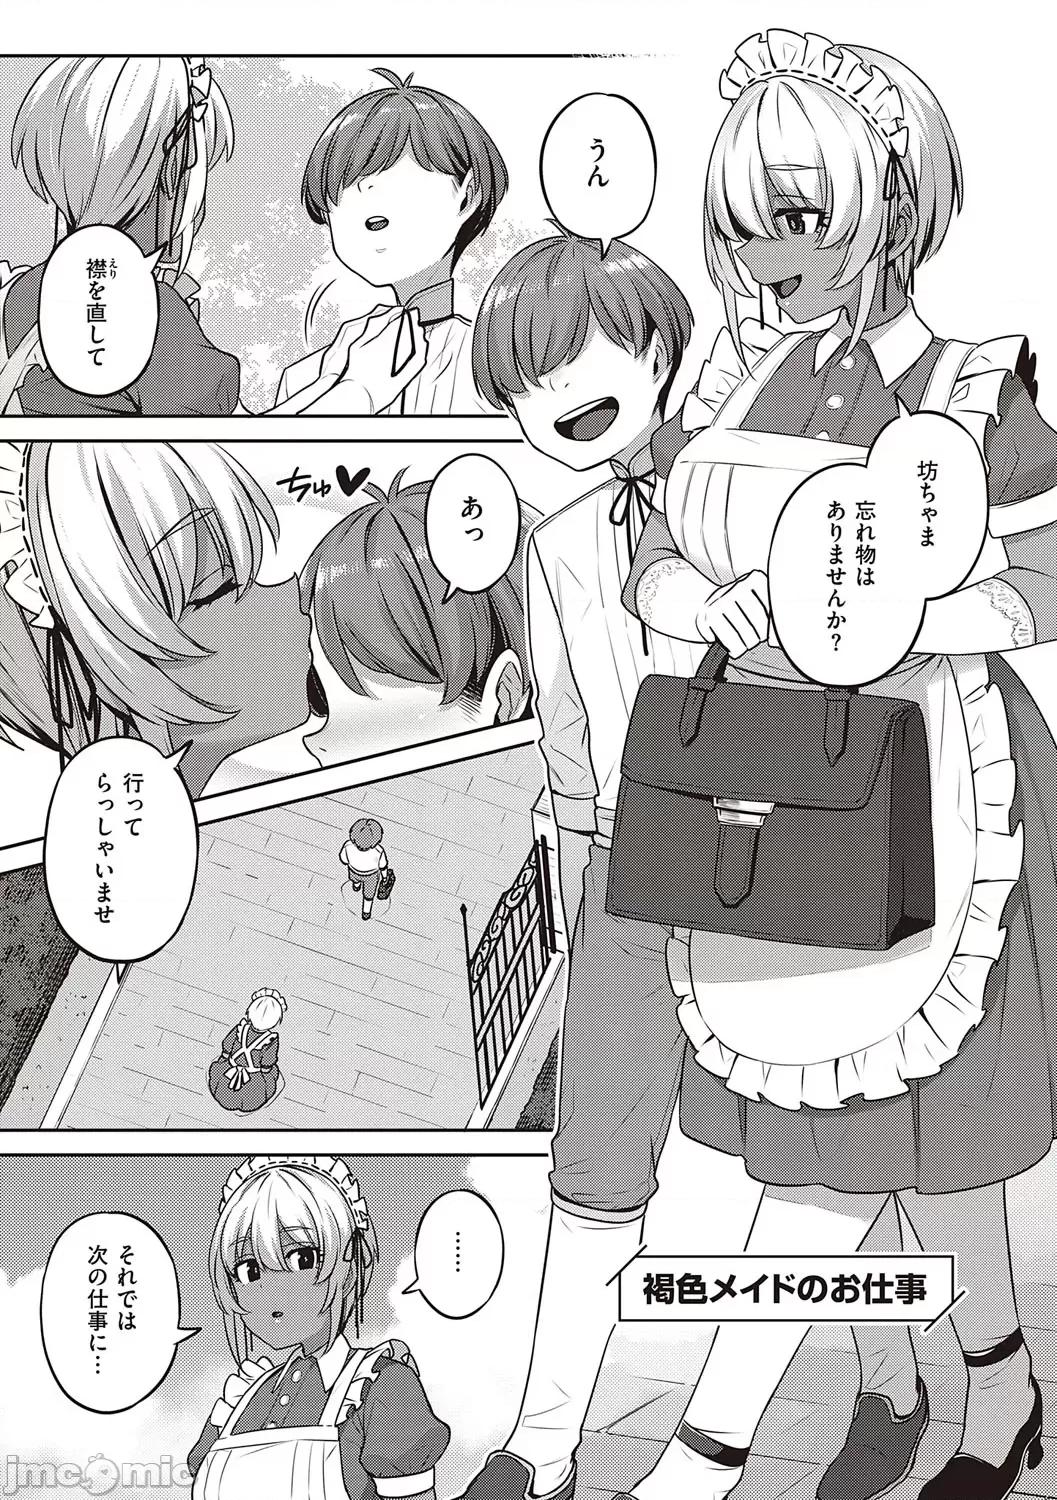 坊ちゃま
忘れ物は
ありませんか?
うん
襟を直して
えり
あっ
ちゅ♥
行って
らっしゃいませ
……
それでは
次の仕事に…
褐色メイドのお仕事
jmcomic